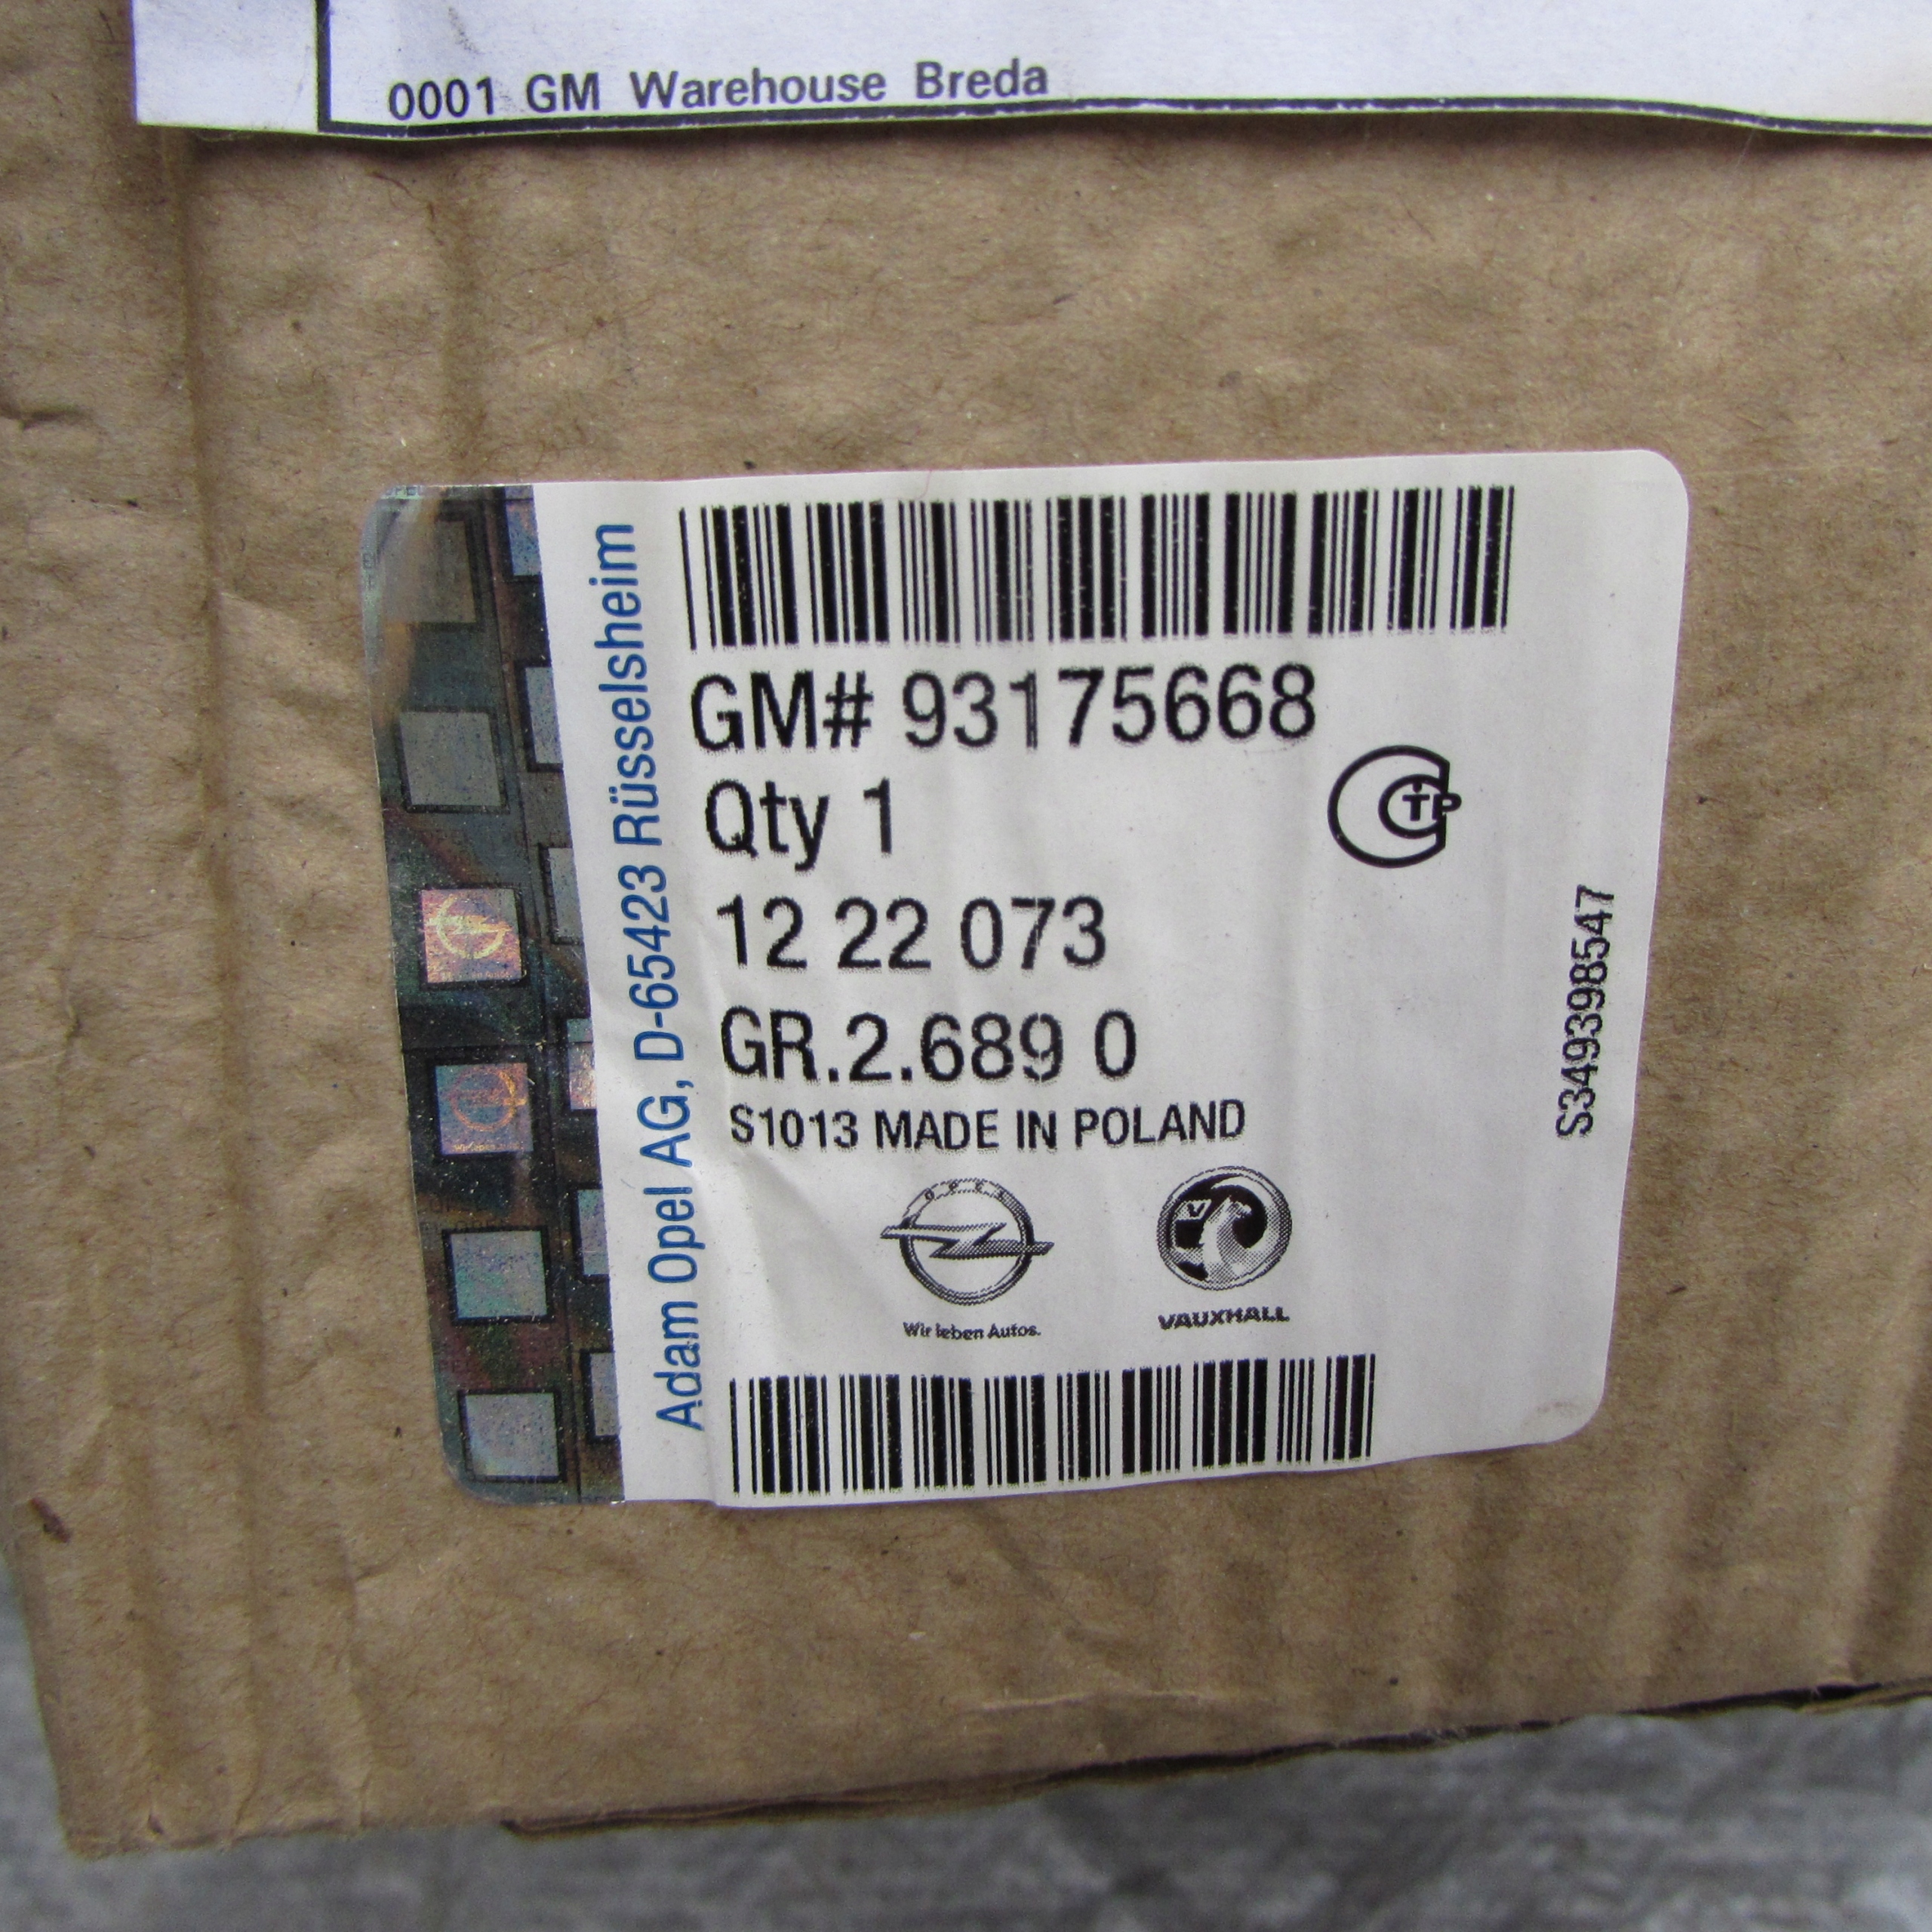 0001 GM Warehouse Breda
Adam Opel AG, D-65423 Rüsselsheim
GM# 93175668
Qty 1
12 22 073
GR.2.689 0
S1013 MADE IN POLAND
S349398547
OPEL
Wir leben Autos.
V
VAUXHALL